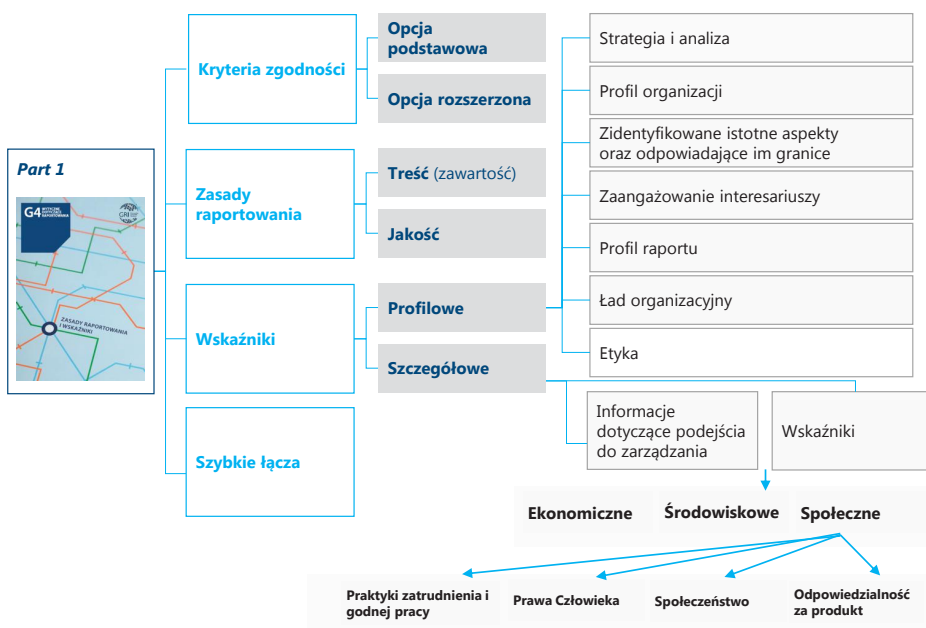 Part 1
G4 WYTYCZNE
RAPORTOWANIA
GRI
ZASADY RAPORTOWANIA
I WSKAŹNIKI
Kryteria zgodności
Opcja
podstawowa
Opcja rozszerzona
Zasady
raportowania
Treść (zawartość)
Jakość
Wskaźniki
Profilowe
Szczegółowe
Szybkie łącza
Strategia i analiza
Profil organizacji
Zidentyfikowane istotne aspekty
oraz odpowiadające im granice
Zaangażowanie interesariuszy
Profil raportu
Ład organizacyjny
Etyka
Informacje
dotyczące podejścia
do zarządzania
Wskaźniki
Ekonomiczne
Środowiskowe
Społeczne
Praktyki zatrudnienia i
godnej pracy
Prawa Człowieka
Społeczeństwo
Odpowiedzialność
za produkt